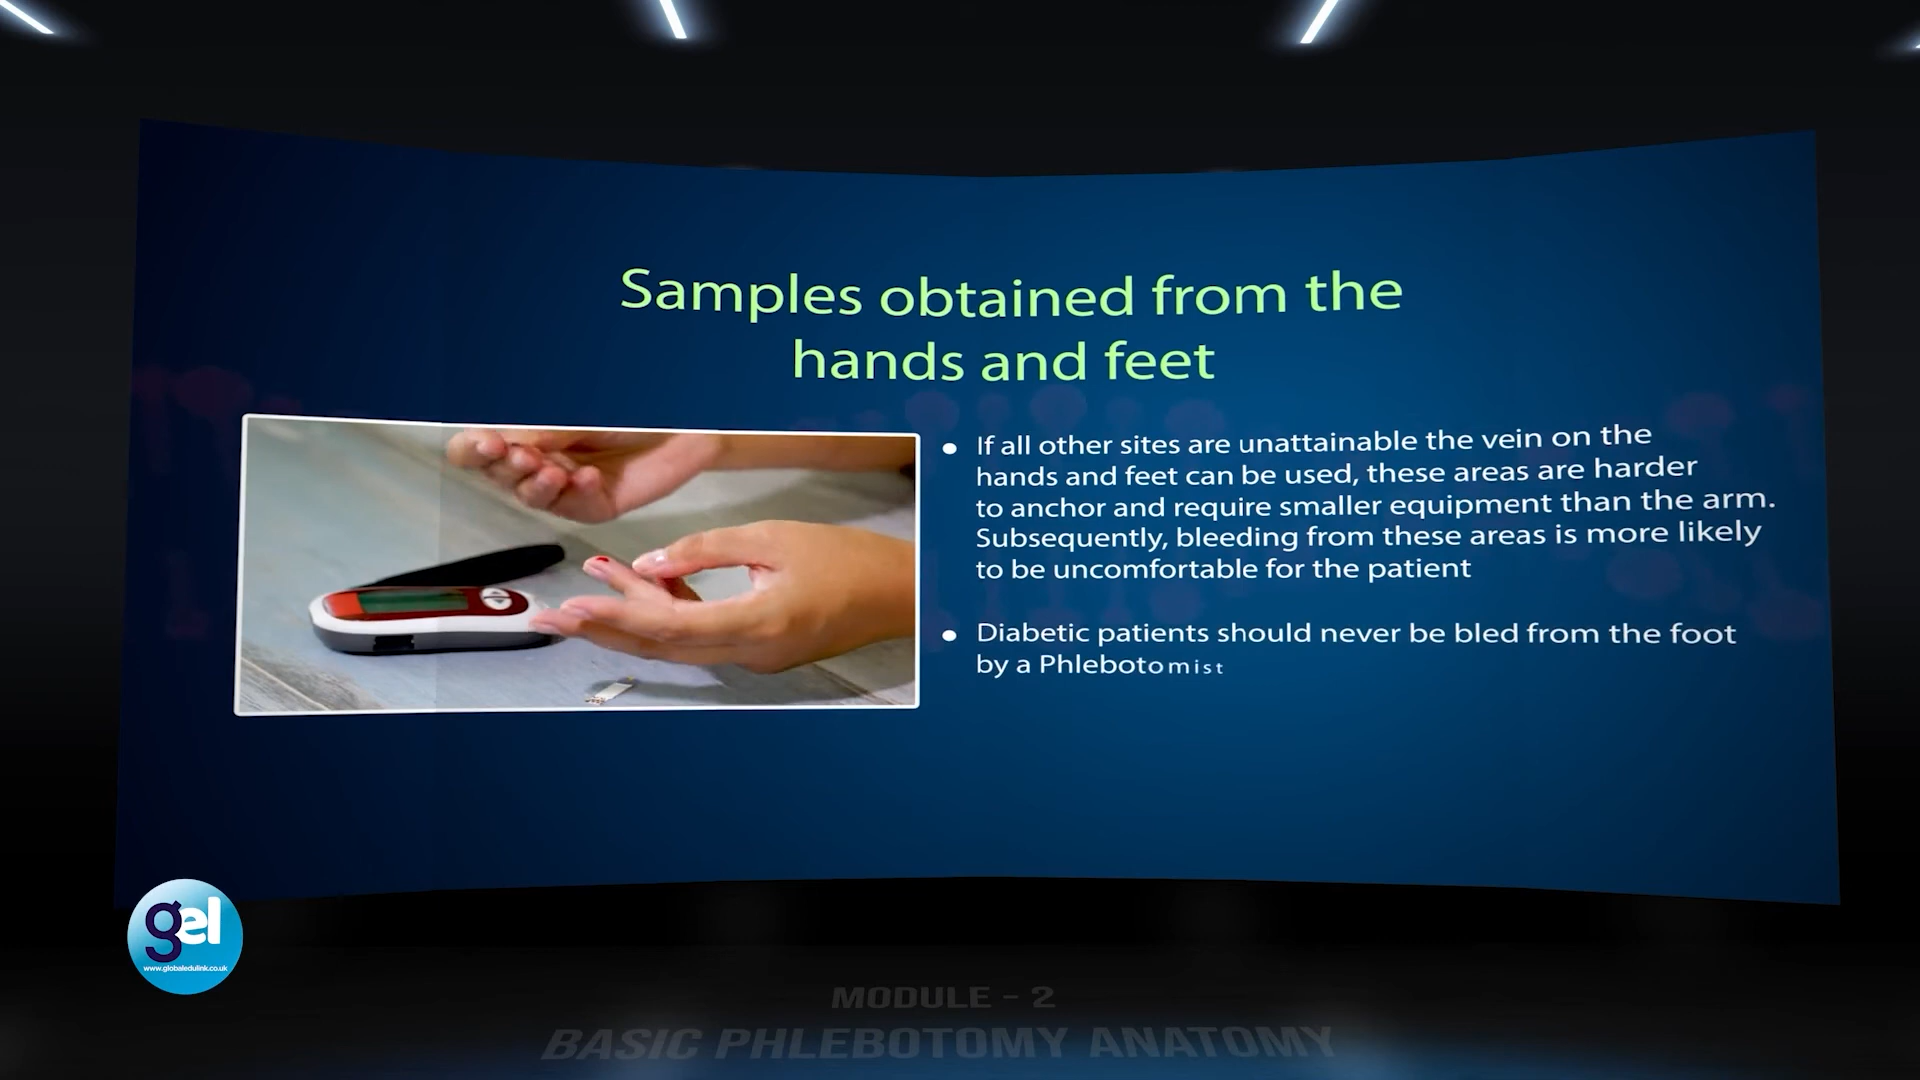 Samples obtained from the
hands and feet
If all other sites are unattainable the vein on the
hands and feet can be used, these areas are harder
to anchor and require smaller equipment than the arm.
Subsequently, bleeding from these areas is more likely
to be uncomfortable for the patient
Diabetic patients should never be bled from the foot
by a Phlebotomist
gel
www.globaledulink.co.uk
MODULE - 2
BASIC PHLEBOTOMY ANATOMY